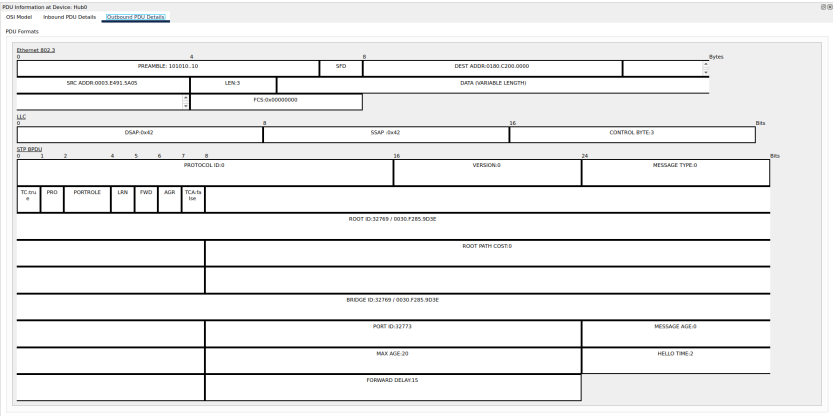 PDU Information at Device: Hub0
OSI Model Inbound PDU Details Outbound PDU Details
PDU Formats
Ethernet 802.3
0 4 8 Bytes
PREAMBLE: 101010..10 SFD DEST ADDR:0180.C200.0000
SRC ADDR:0003.E491.5A05 LEN:3 DATA (VARIABLE LENGTH)
FCS:0x00000000
LLC
0 8 16 Bits
DSAP:0x42 SSAP :0x42 CONTROL BYTE:3
STP BPDU
0 1 2 4 5 6 7 8 16 24 Bits
PROTOCOL ID:0 VERSION:0 MESSAGE TYPE:0
TC:tru PRO PORTROLE LRN FWD AGR TCA:fa
e lse
ROOT ID:32769 / 0030.F285.9D3E
ROOT PATH COST:0
BRIDGE ID:32769 / 0030.F285.9D3E
PORT ID:32773 MESSAGE AGE:0
MAX AGE:20 HELLO TIME:2
FORWARD DELAY:15